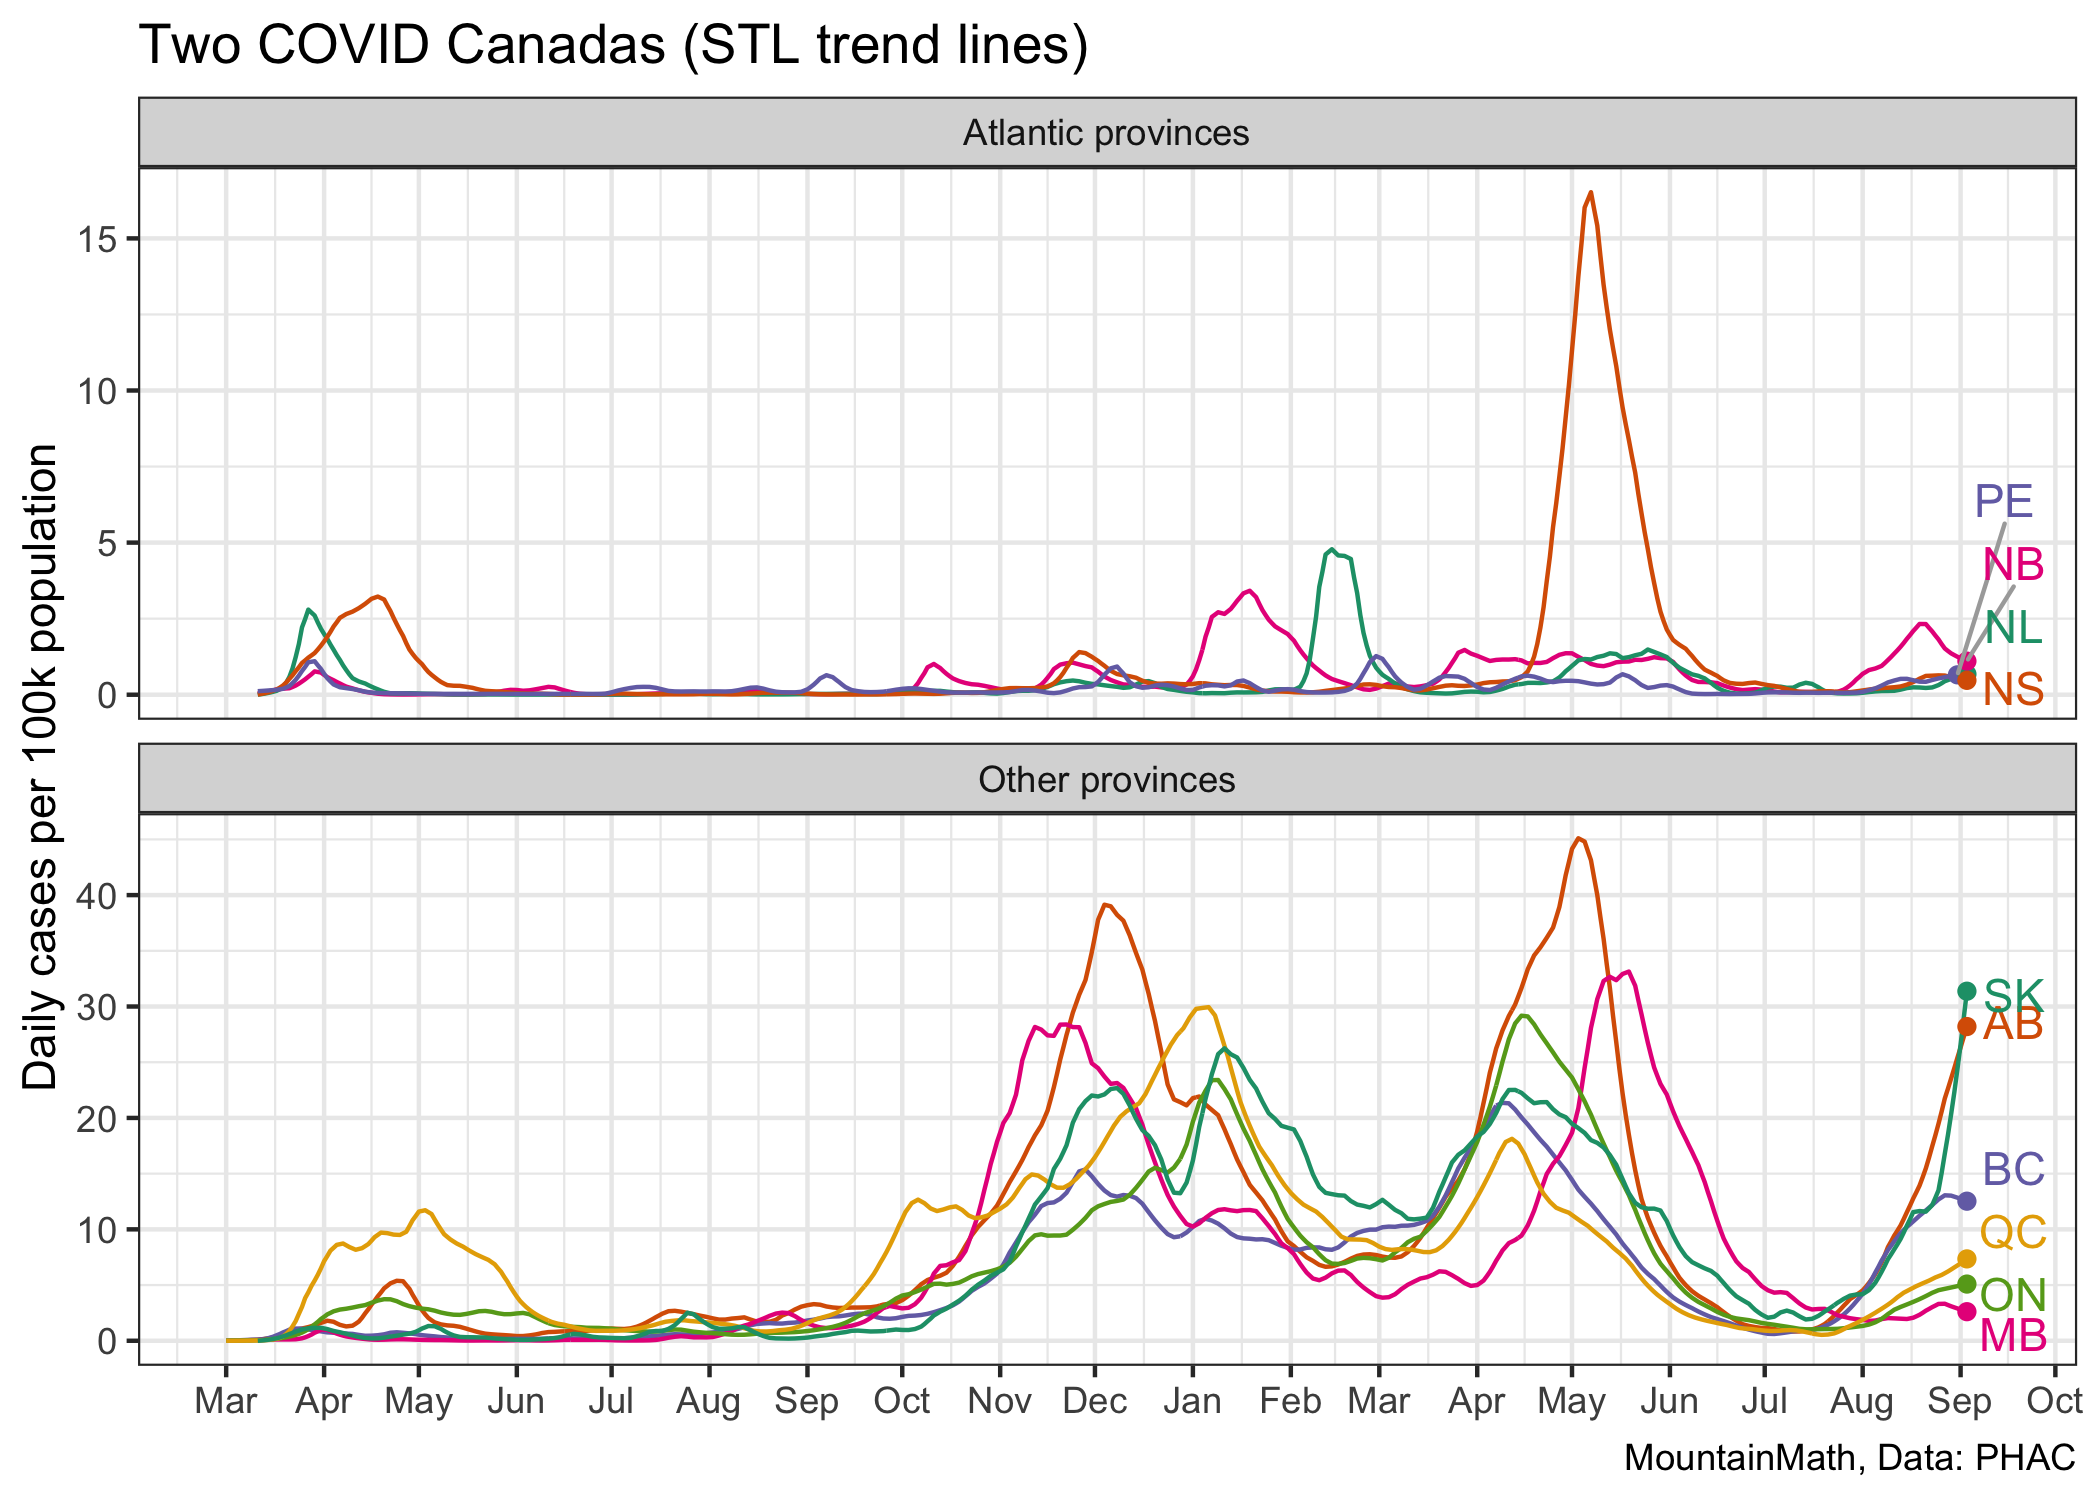 Two COVID Canadas (STL trend lines)
Atlantic provinces
15
10
5
0
PE
NB
NL
NS
Daily cases per 100k population
Other provinces
40
30
20
10
0
SK
AB
BC
QC
ON
MB
Mar Apr May Jun Jul Aug Sep Oct Nov Dec Jan Feb Mar Apr May Jun Jul Aug Sep Oct
MountainMath, Data: PHAC